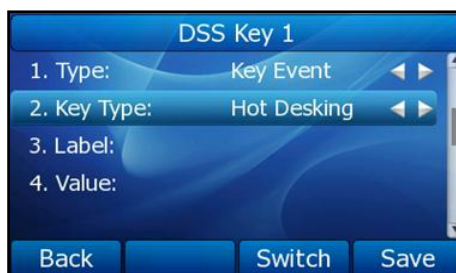 DSS Key 1
1. Type: Key Event
2. Key Type: Hot Desking
3. Label:
4. Value:
Back Switch Save